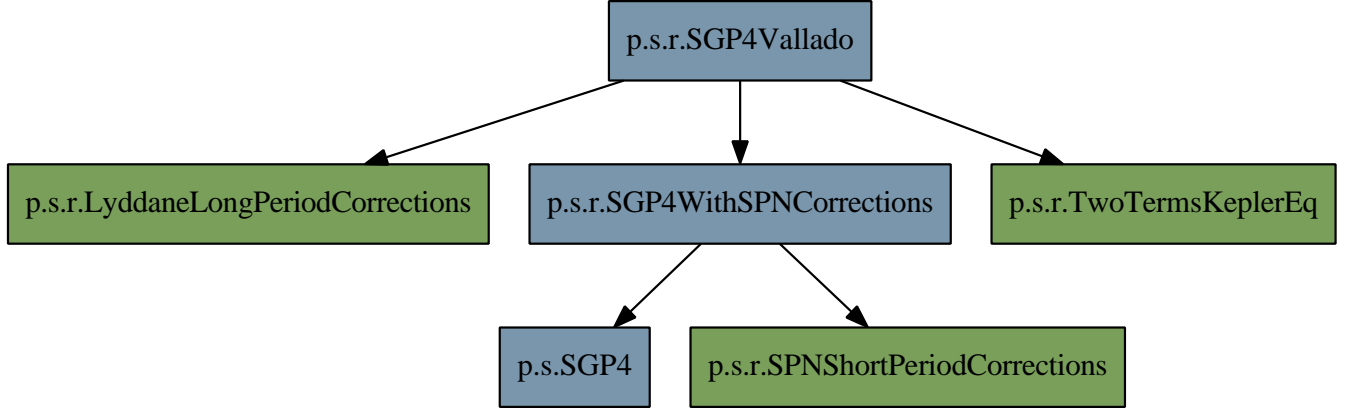 p.s.r.SGP4Vallado
p.s.r.LyddaneLongPeriodCorrections
p.s.r.SGP4WithSPNCorrections
p.s.r.TwoTermsKeplerEq
p.s.SGP4
p.s.r.SPNShortPeriodCorrections